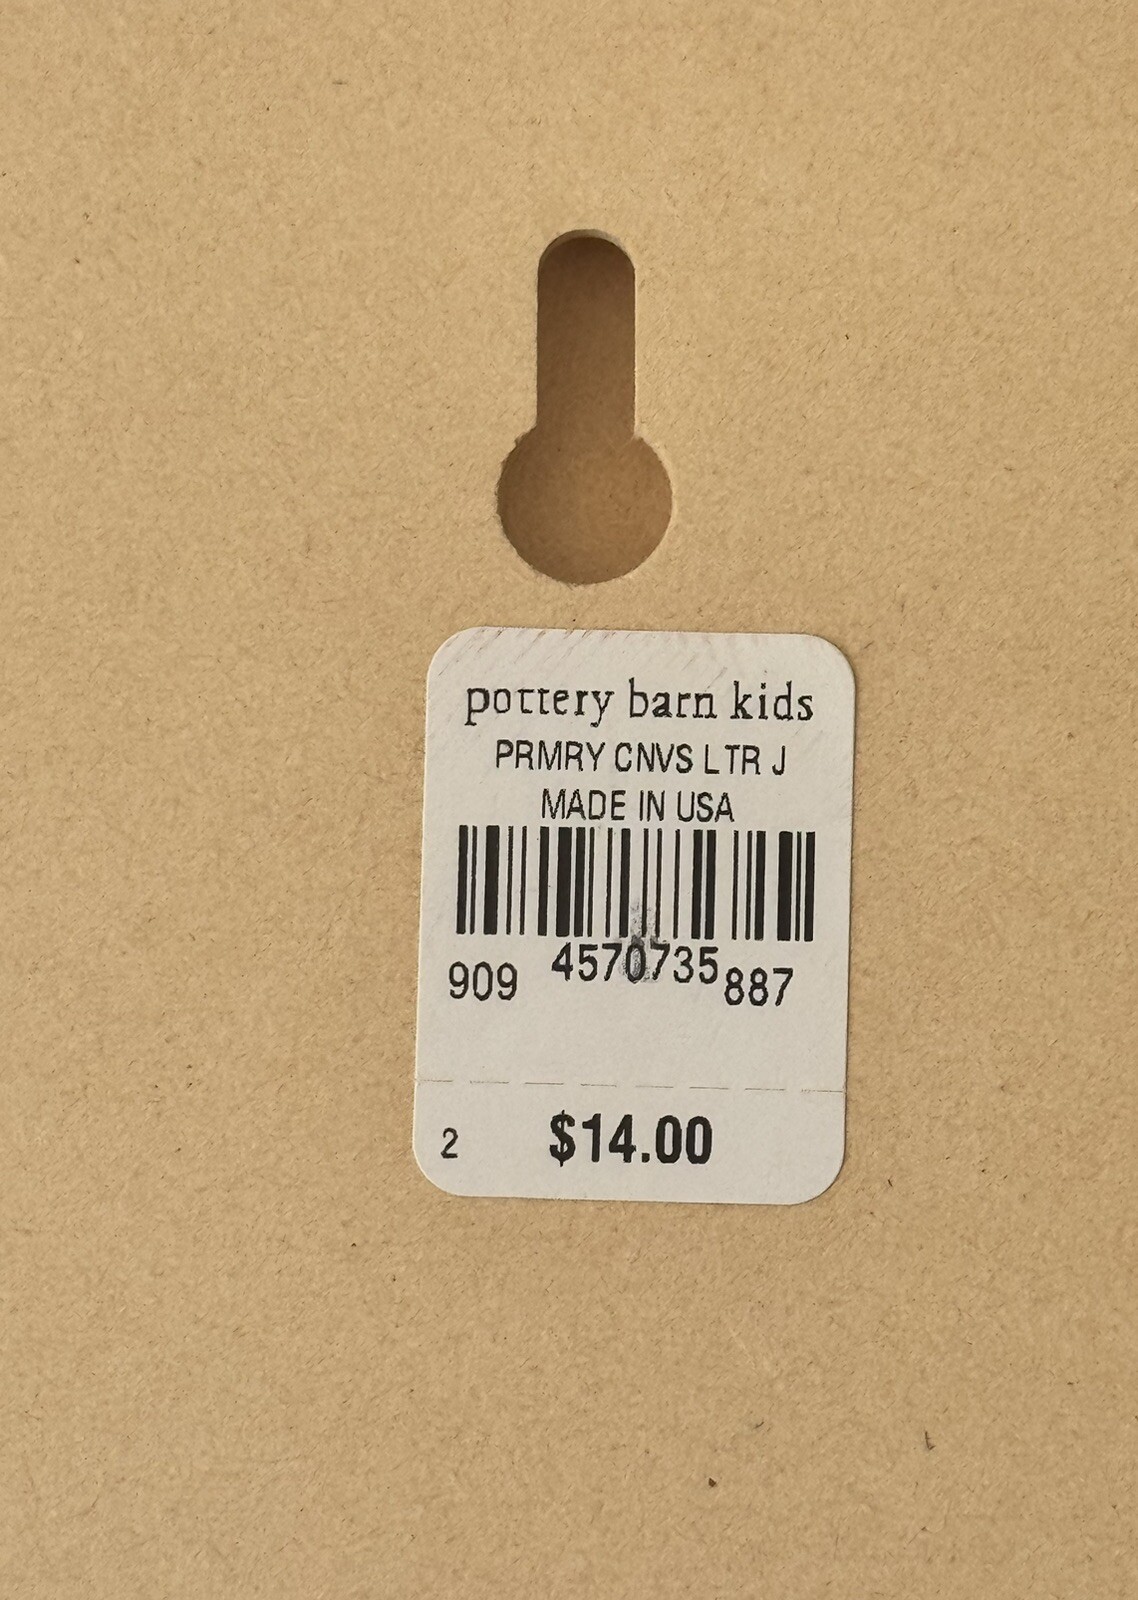 pottery barn kids
PRMRY CNVS LTR J
MADE IN USA
909 4570735 887
2 $14.00